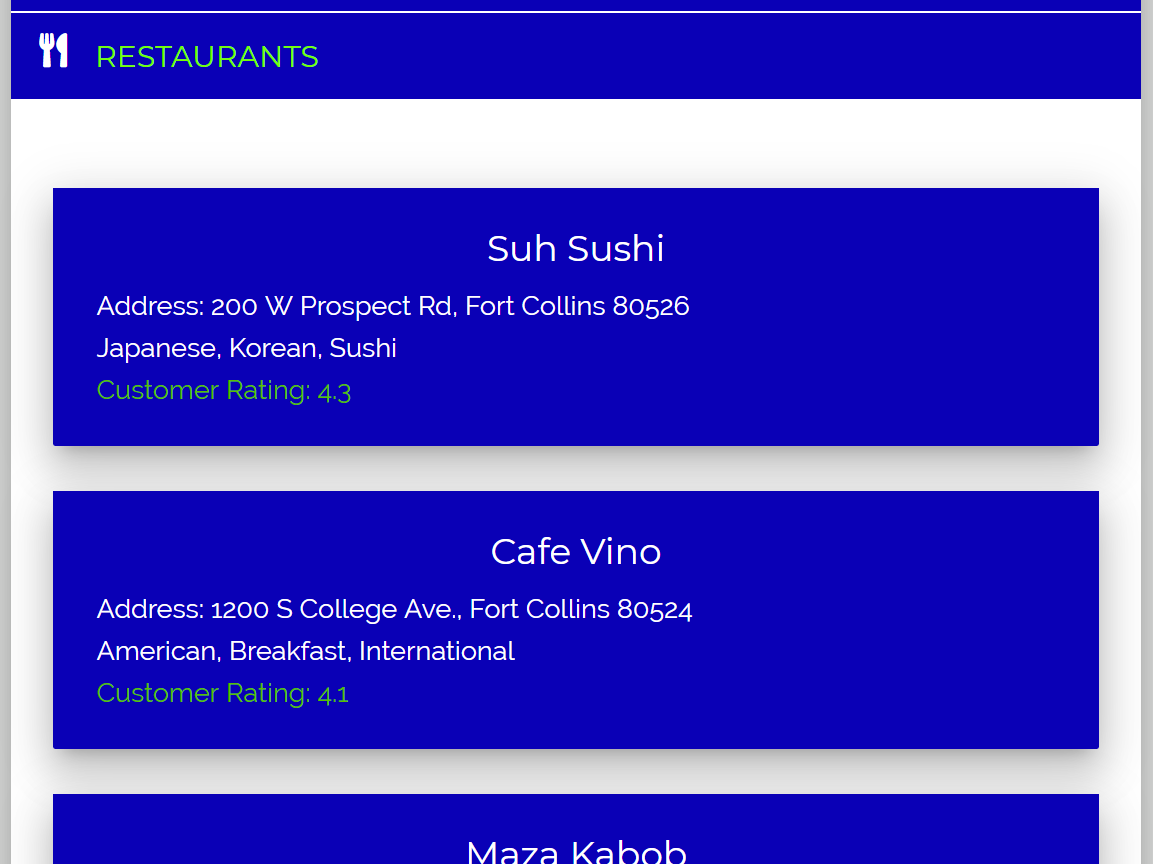 RESTAURANTS
Suh Sushi
Address: 200 W Prospect Rd, Fort Collins 80526
Japanese, Korean, Sushi
Customer Rating: 4.3
Cafe Vino
Address: 1200 S College Ave., Fort Collins 80524
American, Breakfast, International
Customer Rating: 4.1
Maza Kabob